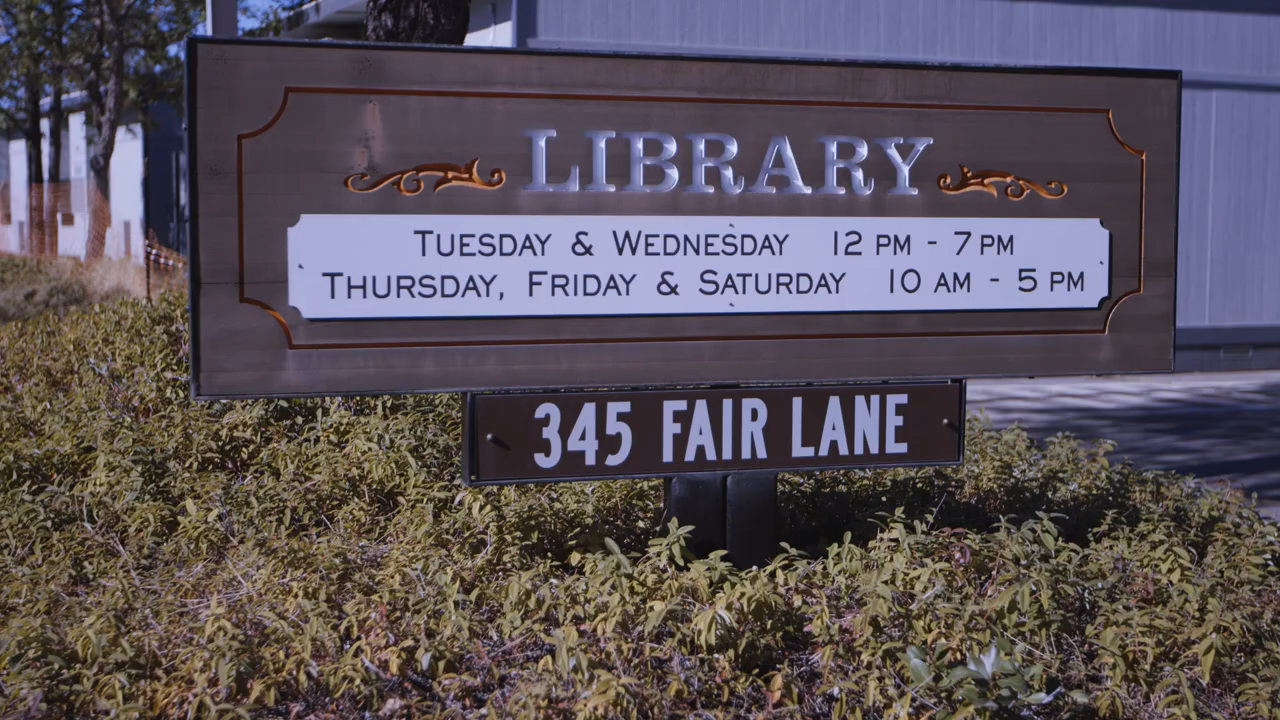 LIBRARY
TUESDAY & WEDNESDAY 12 PM - 7 PM
THURSDAY, FRIDAY & SATURDAY 10 AM - 5 PM
345 FAIR LANE